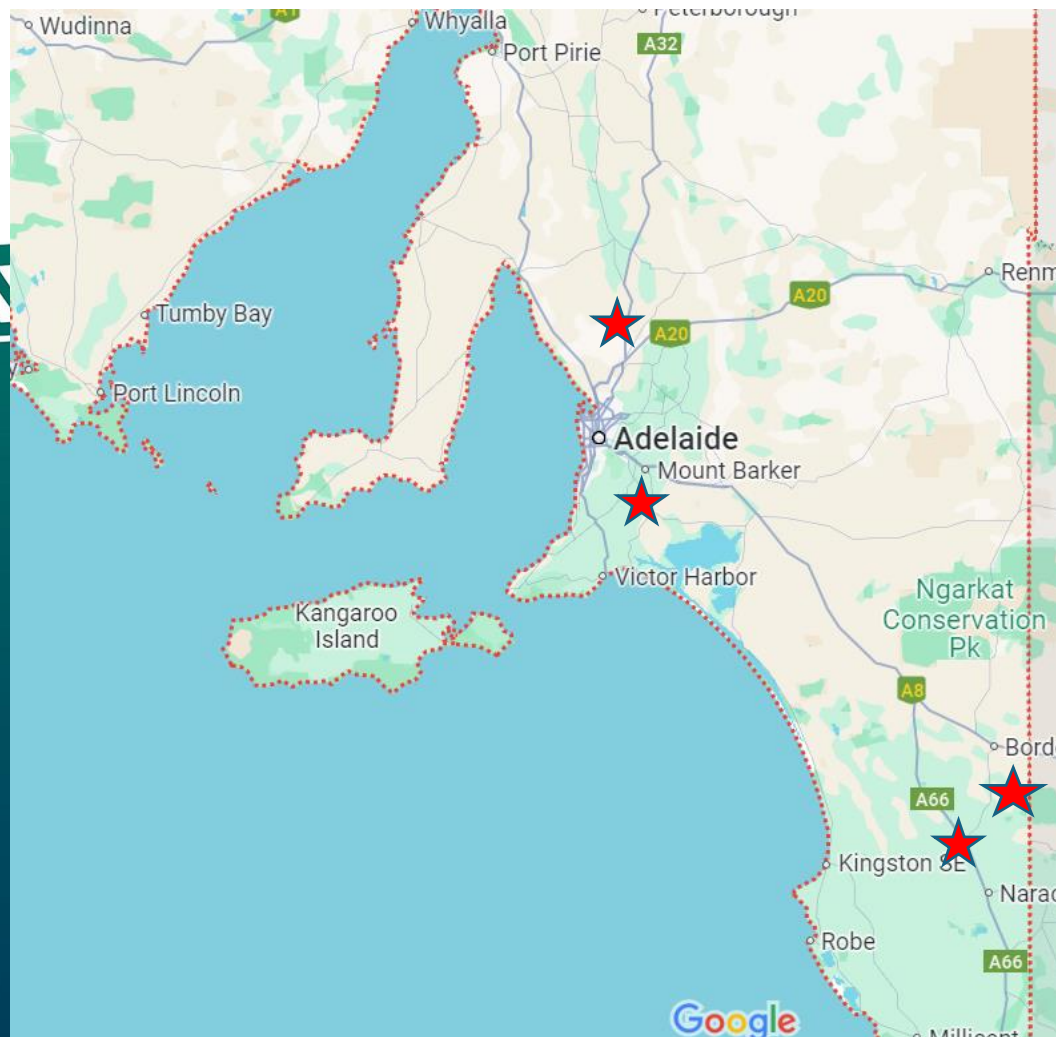 Wudinna
A1
Whyalla
Peterborough
A32
Port Pirie
Renm
A20
A20
Tumby Bay
Port Lincoln
Adelaide
Mount Barker
Victor Harbor
Ngarkat
Conservation
Pk
Kangaroo
Island
A8
Bord
A66
Kingston SE
Narac
Robe
A66
Google
Millicent